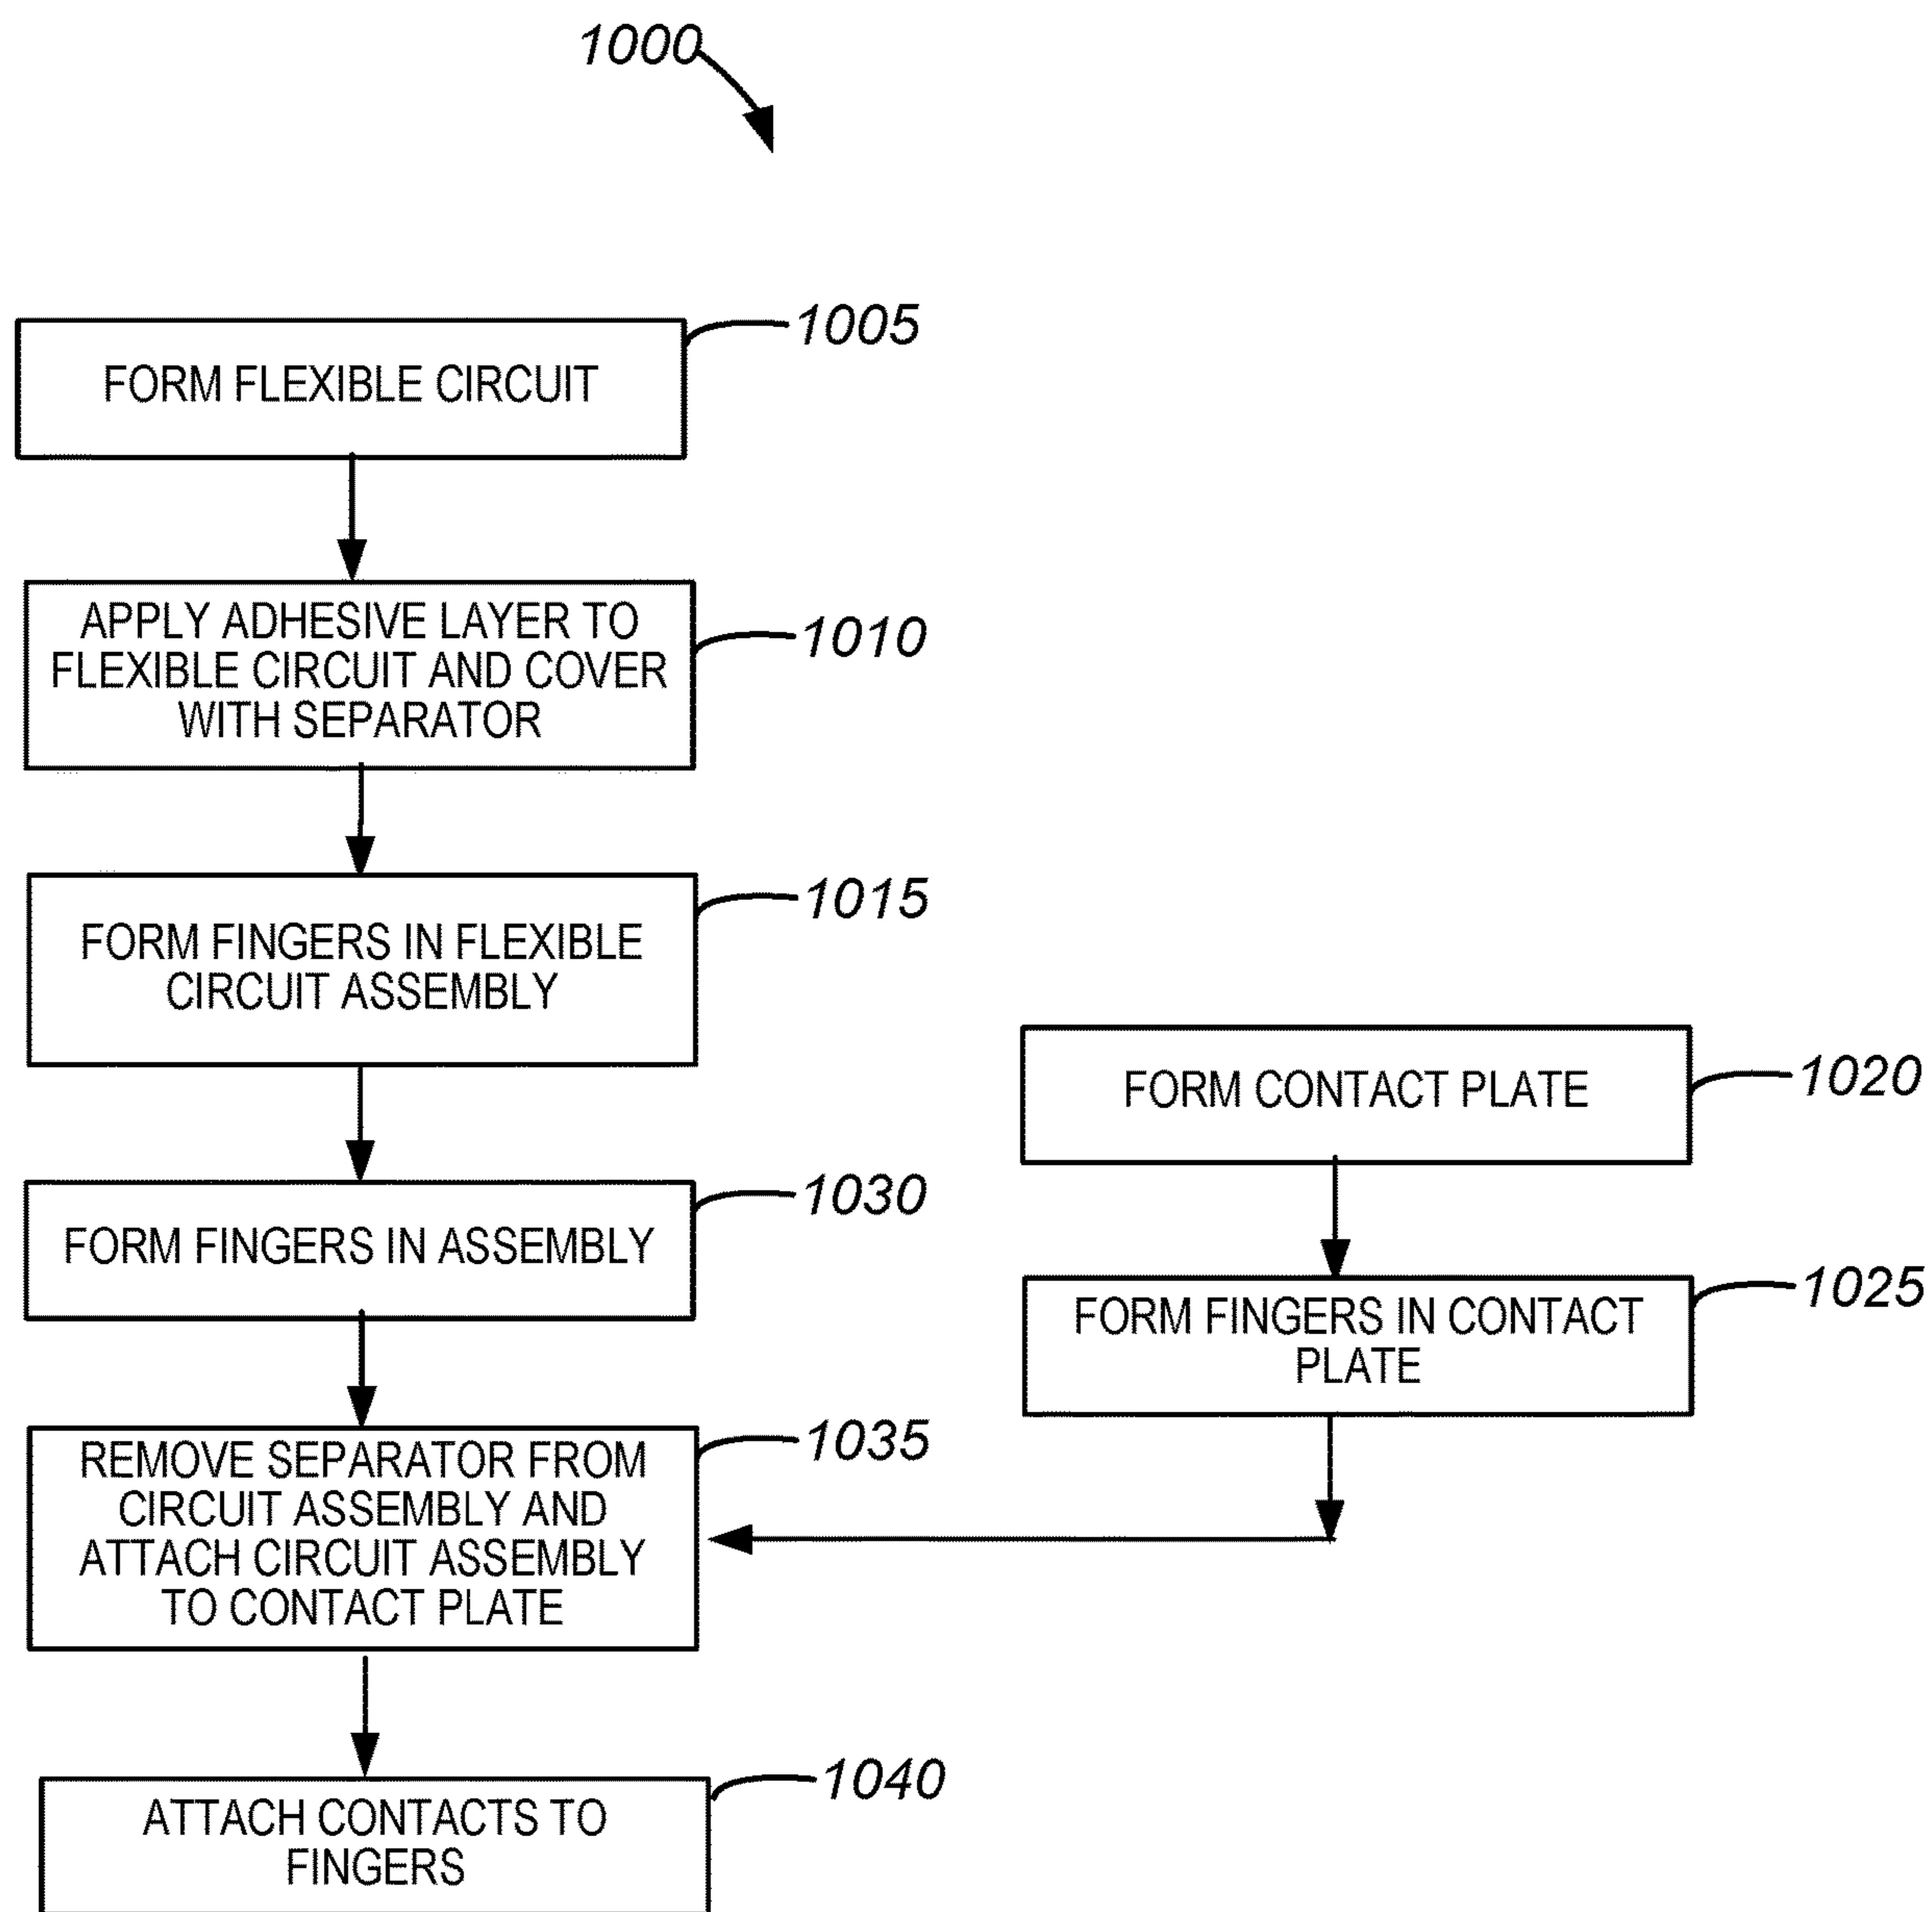 1000
1005
FORM FLEXIBLE CIRCUIT
APPLY ADHESIVE LAYER TO
FLEXIBLE CIRCUIT AND COVER
WITH SEPARATOR
1010
1015
FORM FINGERS IN FLEXIBLE
CIRCUIT ASSEMBLY
FORM CONTACT PLATE
1020
1030
FORM FINGERS IN ASSEMBLY
1025
FORM FINGERS IN CONTACT
PLATE
1035
REMOVE SEPARATOR FROM
CIRCUIT ASSEMBLY AND
ATTACH CIRCUIT ASSEMBLY
TO CONTACT PLATE
1040
ATTACH CONTACTS TO
FINGERS